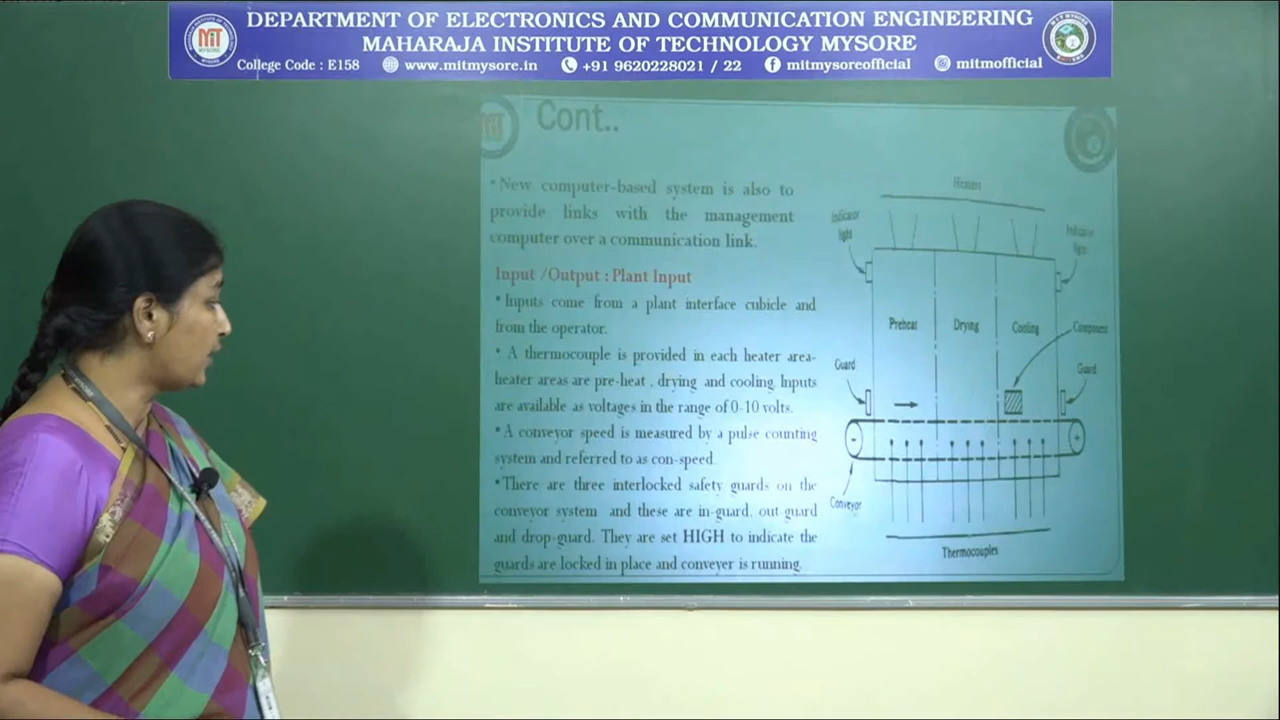 DEPARTMENT OF ELECTRONICS AND COMMUNICATION ENGINEERING
MAHARAJA INSTITUTE OF TECHNOLOGY MYSORE
College Code : E158 www.mitmysore.in +91 9620228021 / 22 mitmysoreofficial mitmofficial
MIT
MYSORE
Cont..
•New computer-based system is also to
provide links with the management
computer over a communication link.
Input /Output : Plant Input
•Inputs come from a plant interface cubicle and
from the operator.
• A thermocouple is provided in each heater area-
heater areas are pre-heat , drying and cooling. Inputs
are available as voltages in the range of 0-10 volts.
•A conveyor speed is measured by a pulse counting
system and referred to as con-speed.
•There are three interlocked safety guards on the
conveyor system and these are in-guard, out-guard
and drop-guard. They are set HIGH to indicate the
guards are locked in place and conveyer is running.
Indicator
light
Indicator
light
Preheat
Drying
Cooling
Component
Guard
Guard
Conveyor
Thermocouples